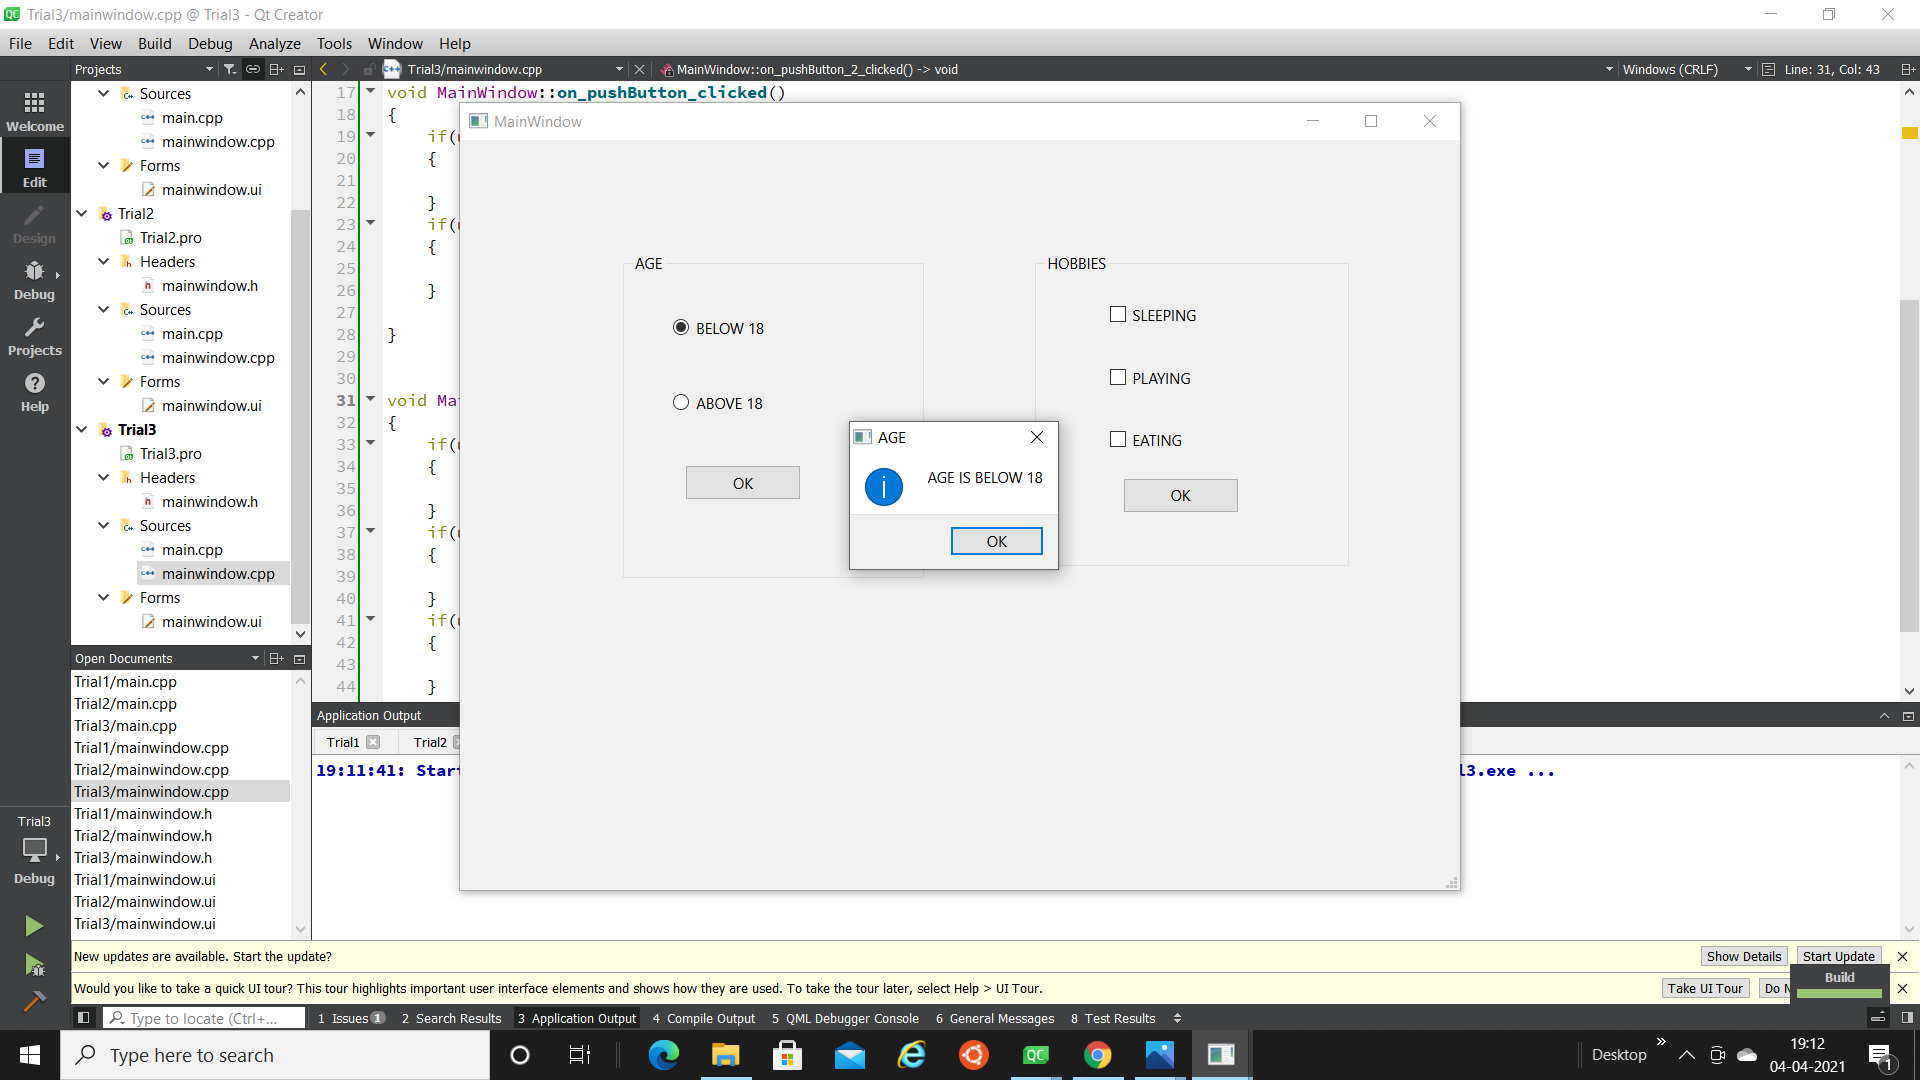 Trial3/mainwindow.cpp @ Trial3 - Qt Creator
File Edit View Build Debug Analyze Tools Window Help
Projects
Trial3/mainwindow.cpp
MainWindow::on_pushButton_2_clicked() -> void
Windows (CRLF)
Line: 31, Col: 43
Welcome
Edit
Design
Debug
Projects
Help
Sources
main.cpp
mainwindow.cpp
Forms
mainwindow.ui
Trial2
Trial2.pro
Headers
mainwindow.h
Sources
main.cpp
mainwindow.cpp
Forms
mainwindow.ui
Trial3
Trial3.pro
Headers
mainwindow.h
Sources
main.cpp
mainwindow.cpp
Forms
mainwindow.ui
Open Documents
Trial1/main.cpp
Trial2/main.cpp
Trial3/main.cpp
Trial1/mainwindow.cpp
Trial2/mainwindow.cpp
Trial3/mainwindow.cpp
Trial1/mainwindow.h
Trial2/mainwindow.h
Trial3/mainwindow.h
Trial1/mainwindow.ui
Trial2/mainwindow.ui
Trial3/mainwindow.ui
Trial3
Debug
17 void MainWindow::on_pushButton_clicked()
18 {
19 if(
20 {
21
22 }
23 if(
24 {
25
26 }
27
28 }
29
30
31 void Ma
32 {
33 if(
34 {
35
36 }
37 if(
38 {
39
40 }
41 if(
42 {
43
44 }
MainWindow
AGE
BELOW 18
ABOVE 18
OK
HOBBIES
SLEEPING
PLAYING
EATING
OK
AGE
AGE IS BELOW 18
OK
Application Output
Trial1 Trial2
19:11:41: Star
l3.exe ...
New updates are available. Start the update?
Show Details Start Update
Would you like to take a quick UI tour? This tour highlights important user interface elements and shows how they are used. To take the tour later, select Help > UI Tour.
Take UI Tour Do
Build
Type to locate (Ctrl+...
1 Issues 1 2 Search Results 3 Application Output 4 Compile Output 5 QML Debugger Console 6 General Messages 8 Test Results
Type here to search
Desktop
19:12
04-04-2021
1